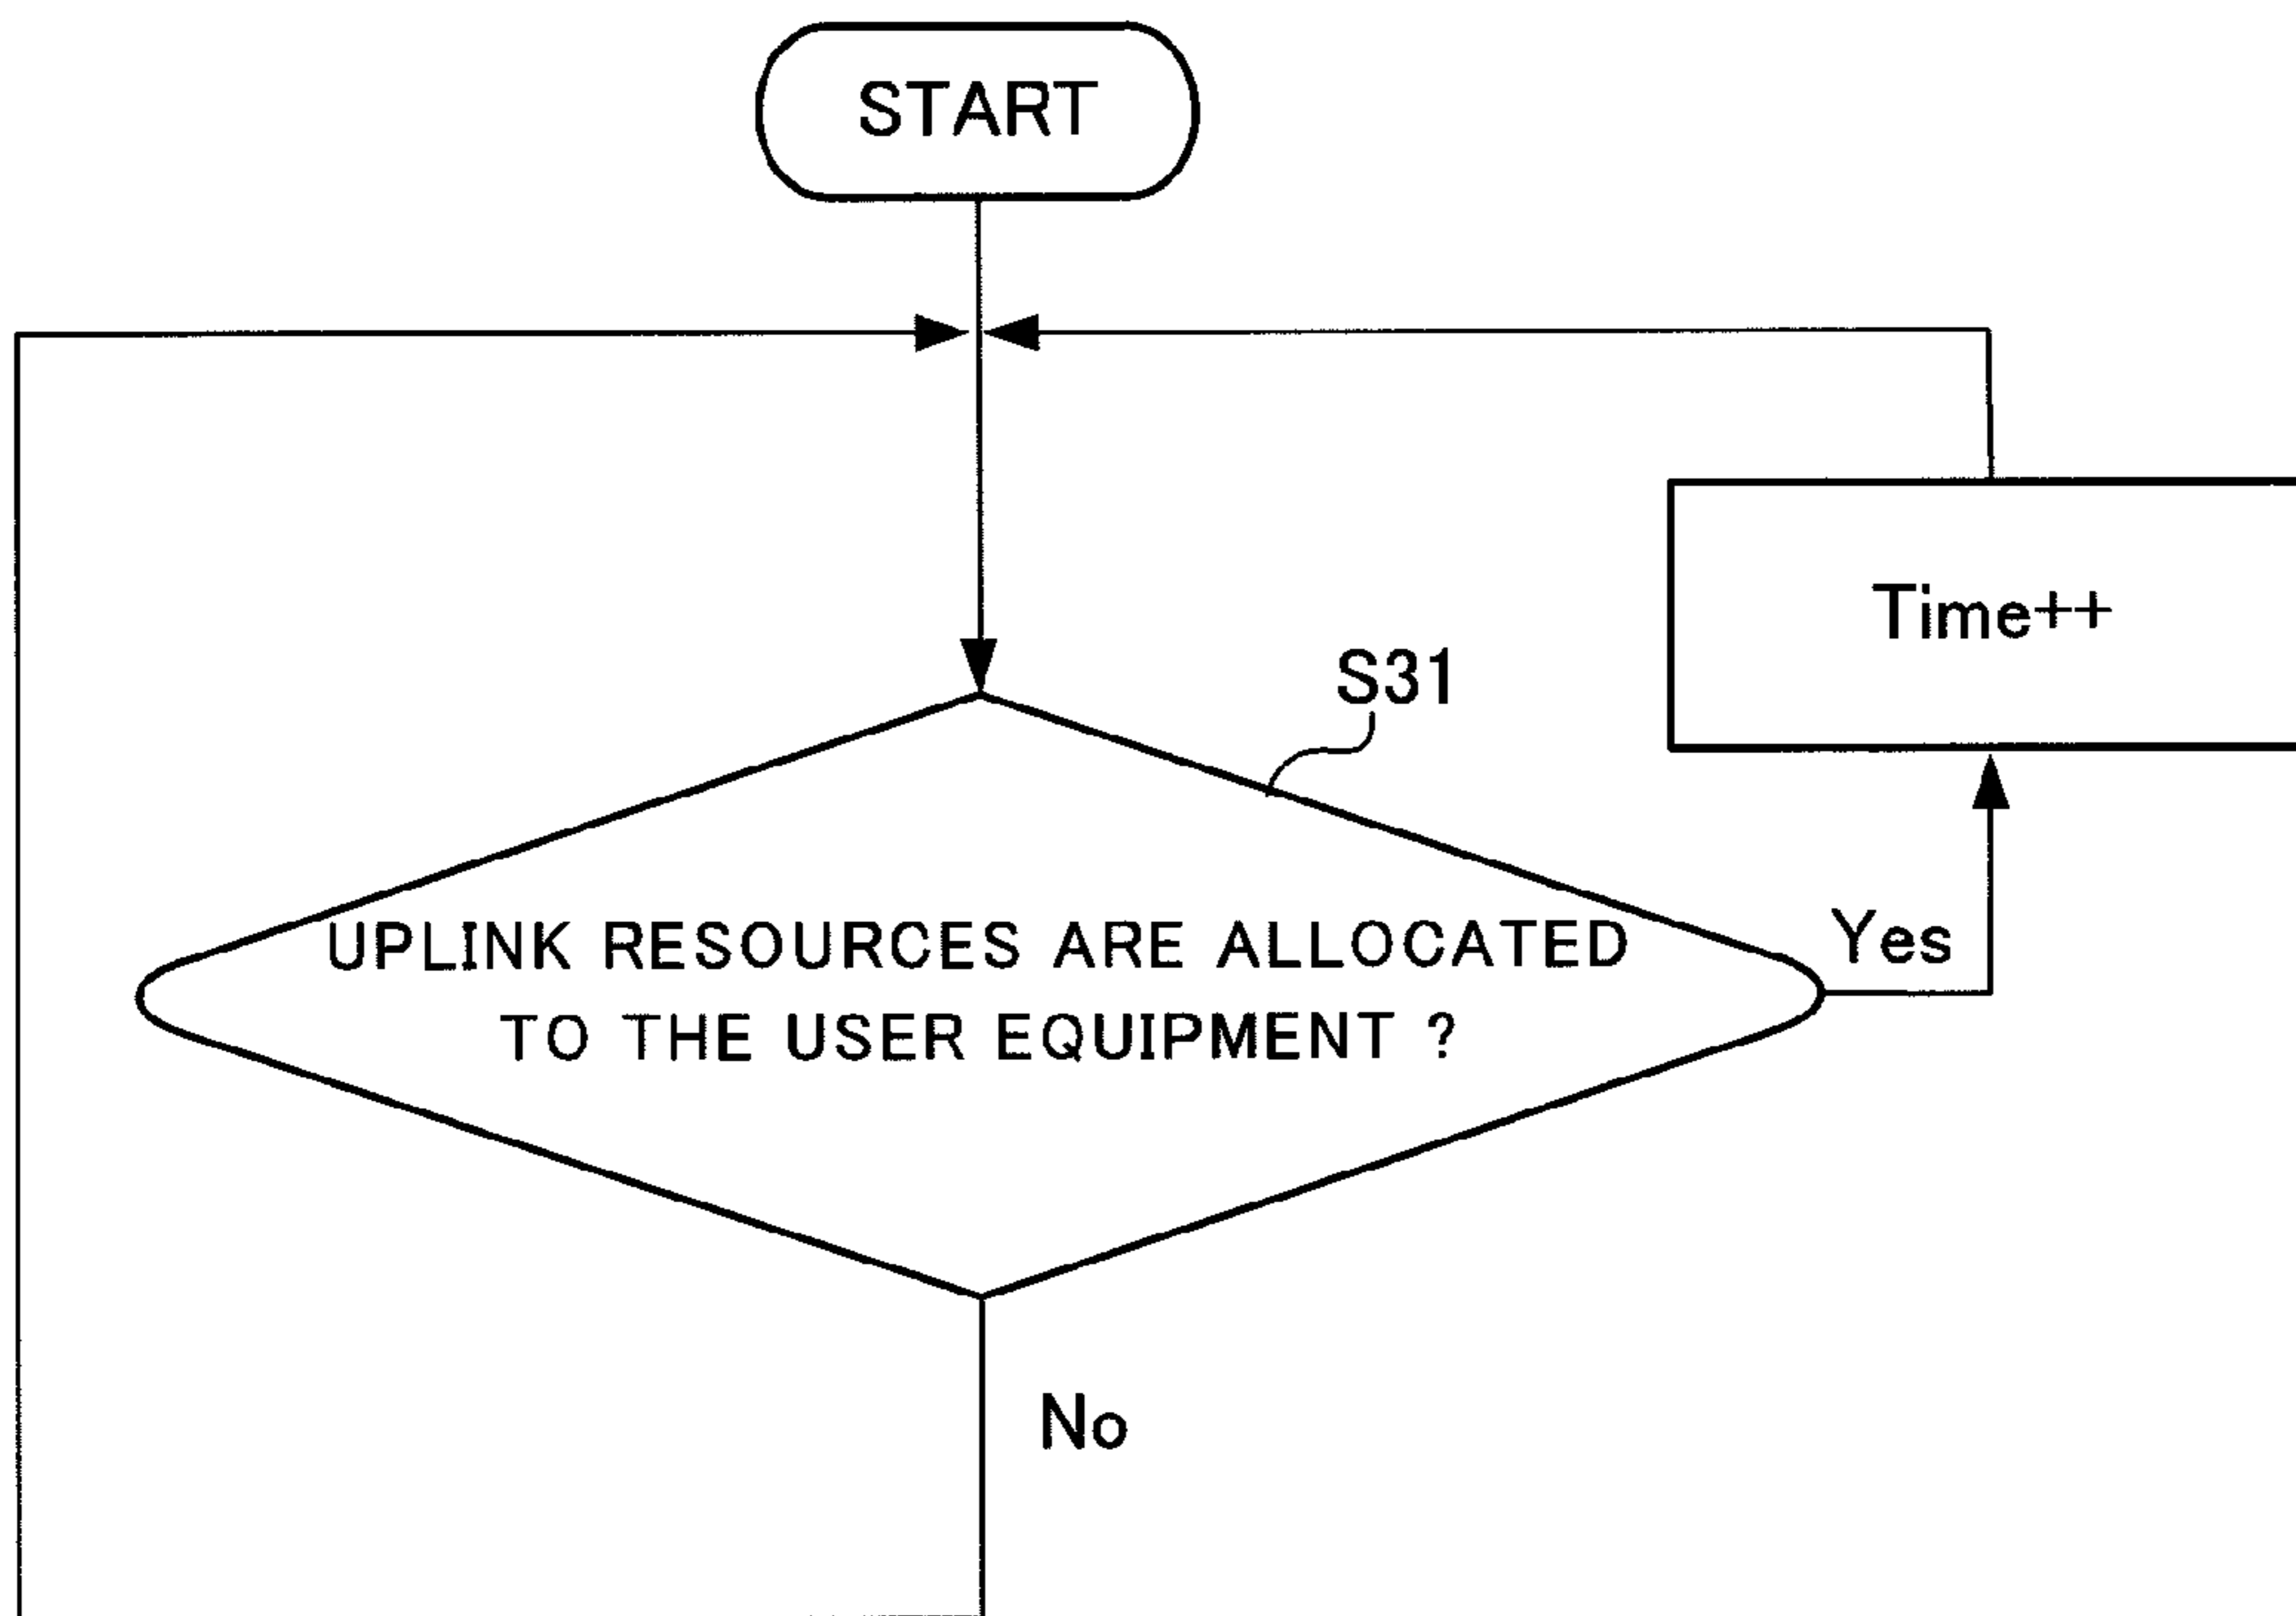 START
Time++
S31
UPLINK RESOURCES ARE ALLOCATED
TO THE USER EQUIPMENT ?
Yes
No